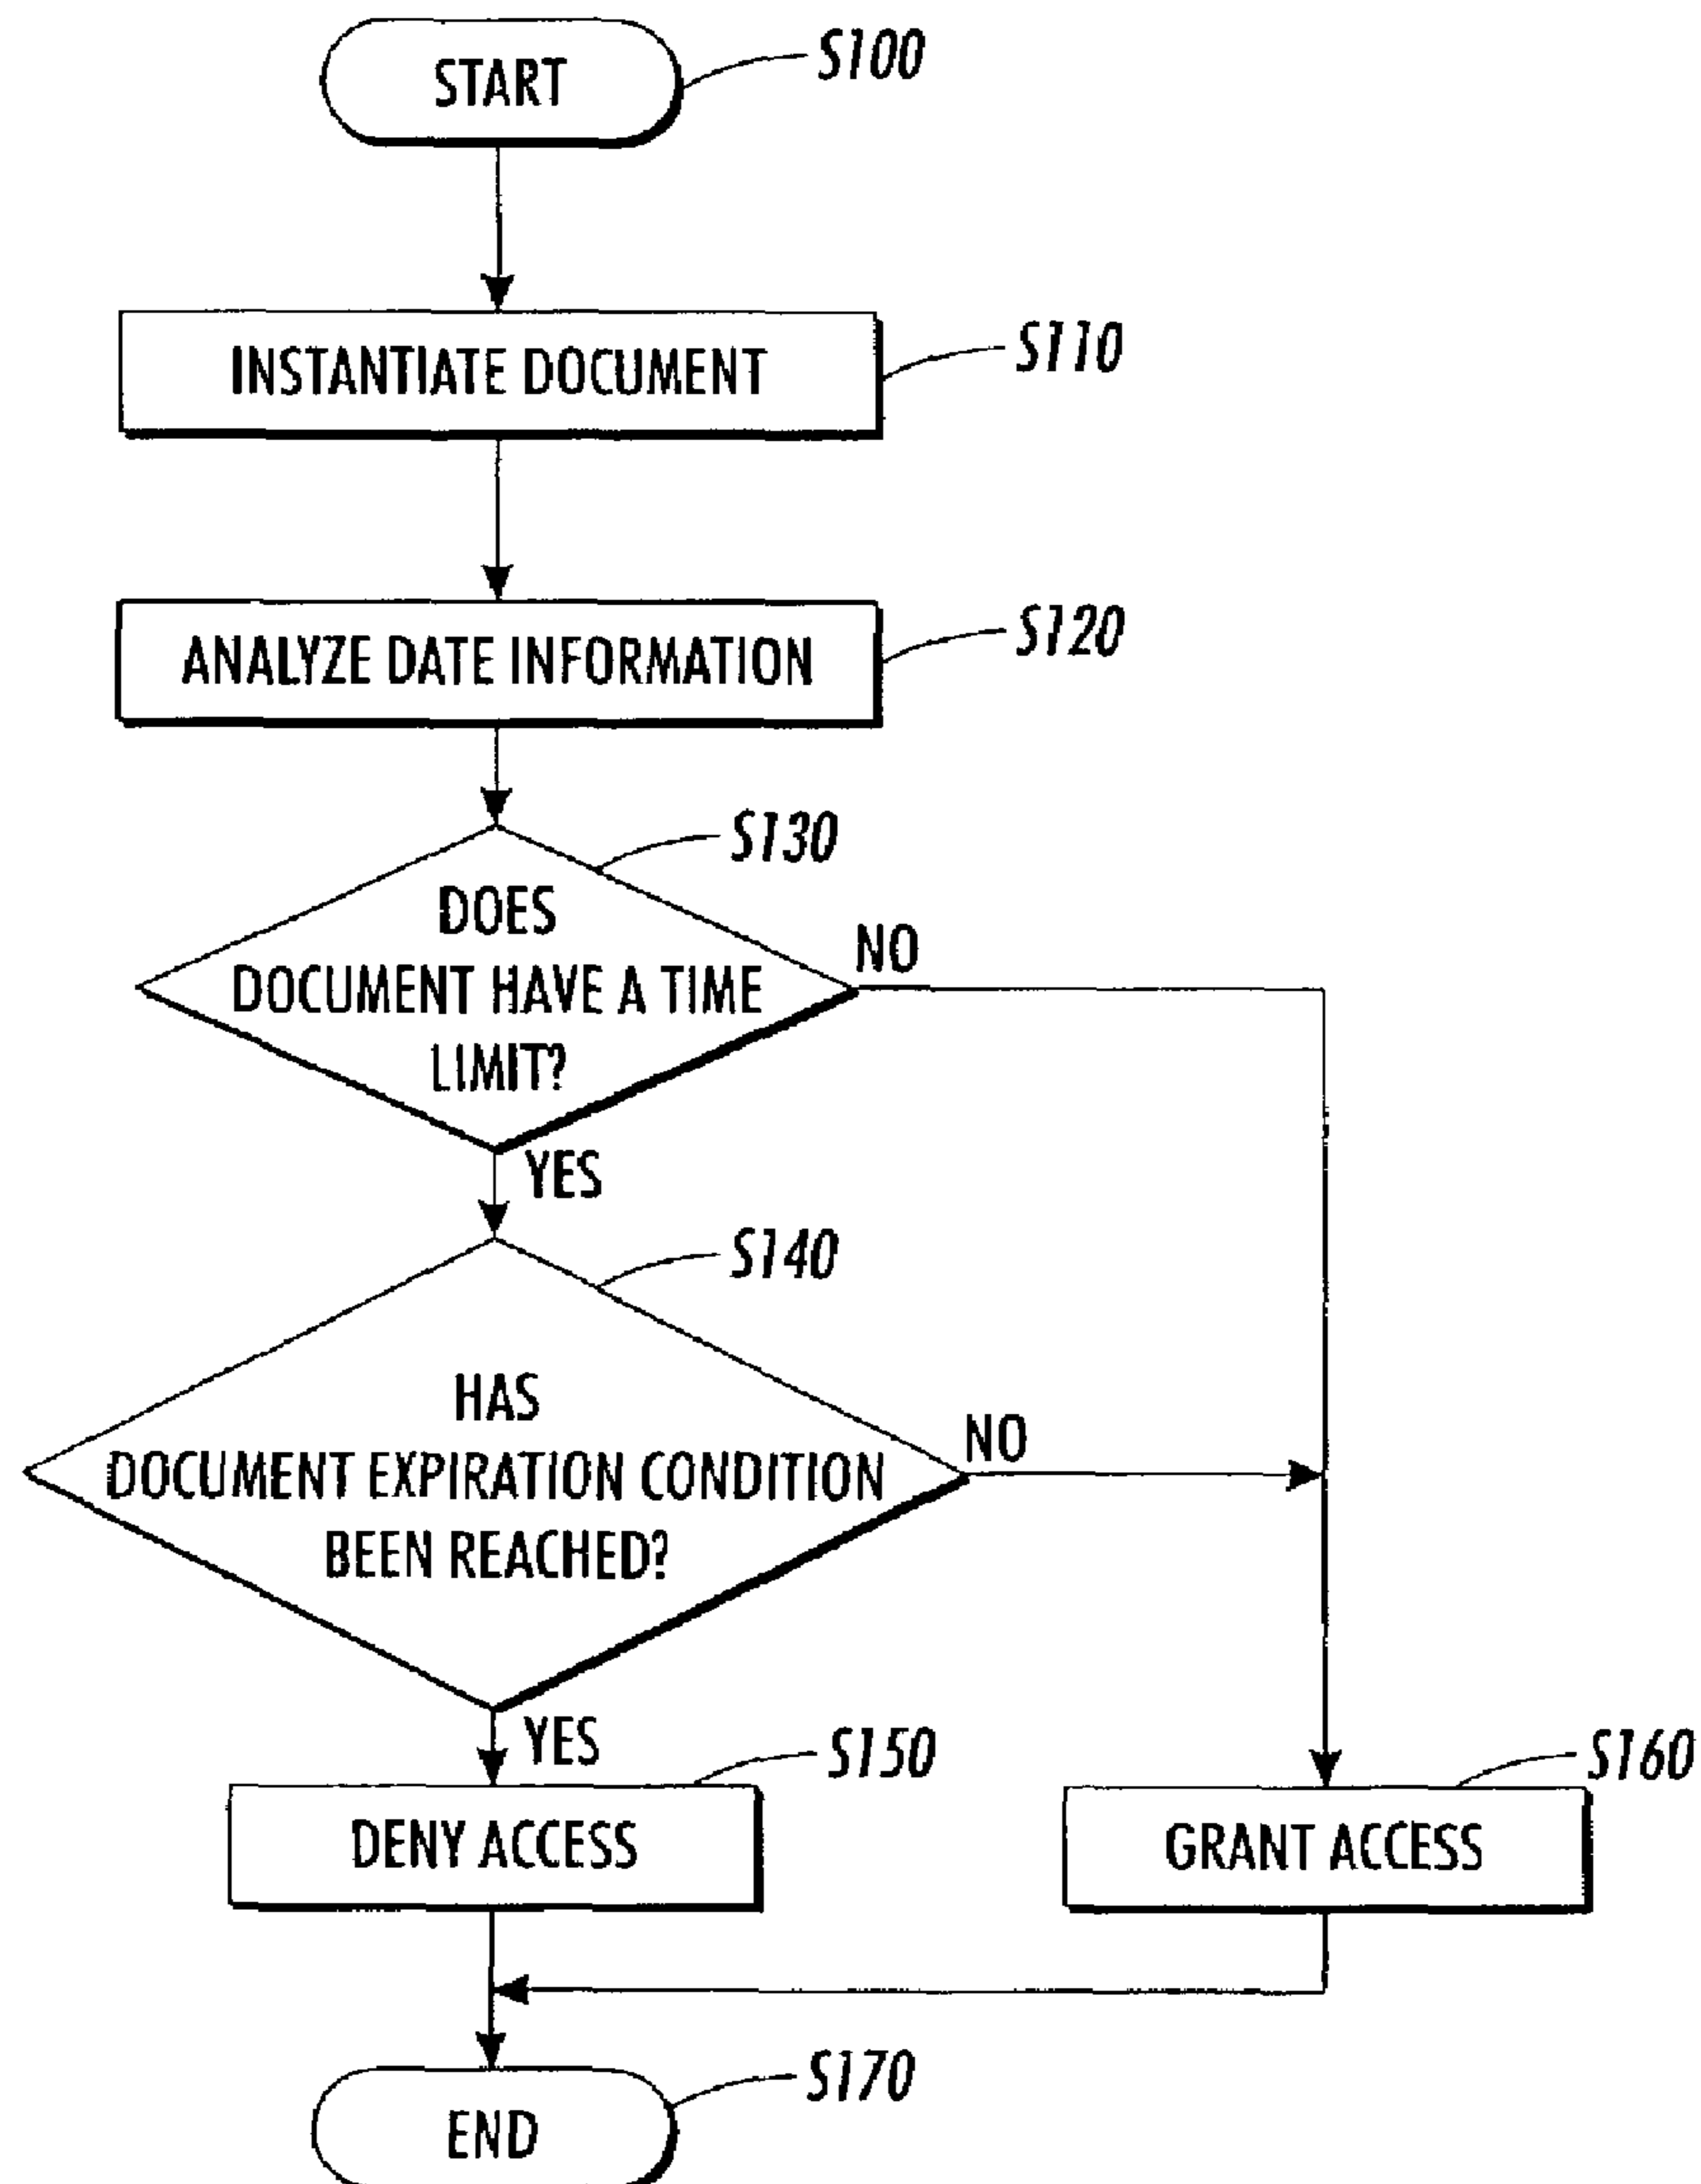 START
S100
INSTANTIATE DOCUMENT
S110
ANALYZE DATE INFORMATION
S120
S130
DOES
DOCUMENT HAVE A TIME
LIMIT?
NO
YES
S140
HAS
DOCUMENT EXPIRATION CONDITION
BEEN REACHED?
NO
YES
S150
DENY ACCESS
S160
GRANT ACCESS
S170
END